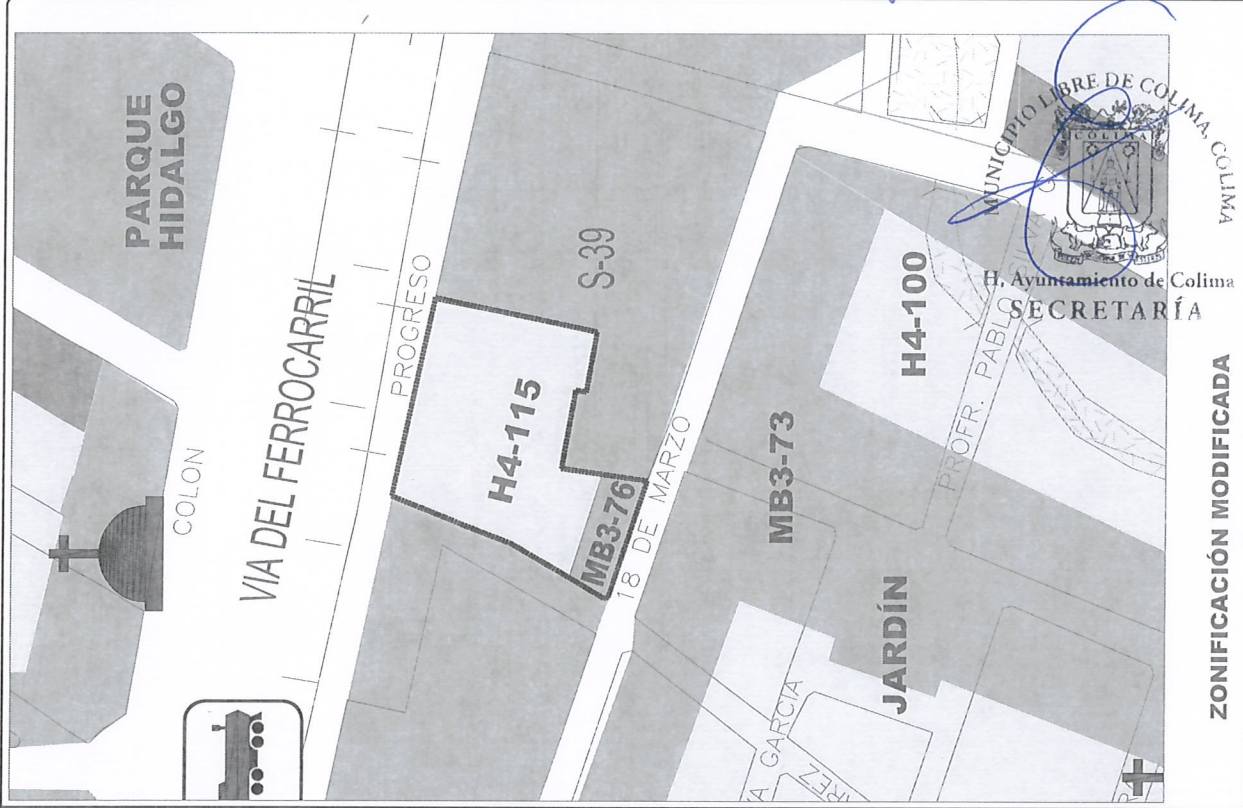 PARQUE
HIDALGO
COLON
VIA DEL FERROCARRIL
PROGRESO
S-39
H4-115
MB3-76
18 DE MARZO
MB3-73
H4-100
PROFR. PABLO
JARDÍN
GARCIA
MUNICIPIO LIBRE DE COLIMA, COLIMA
COLIMA
H. Ayuntamiento de Colima
SECRETARÍA
ZONIFICACIÓN MODIFICADA